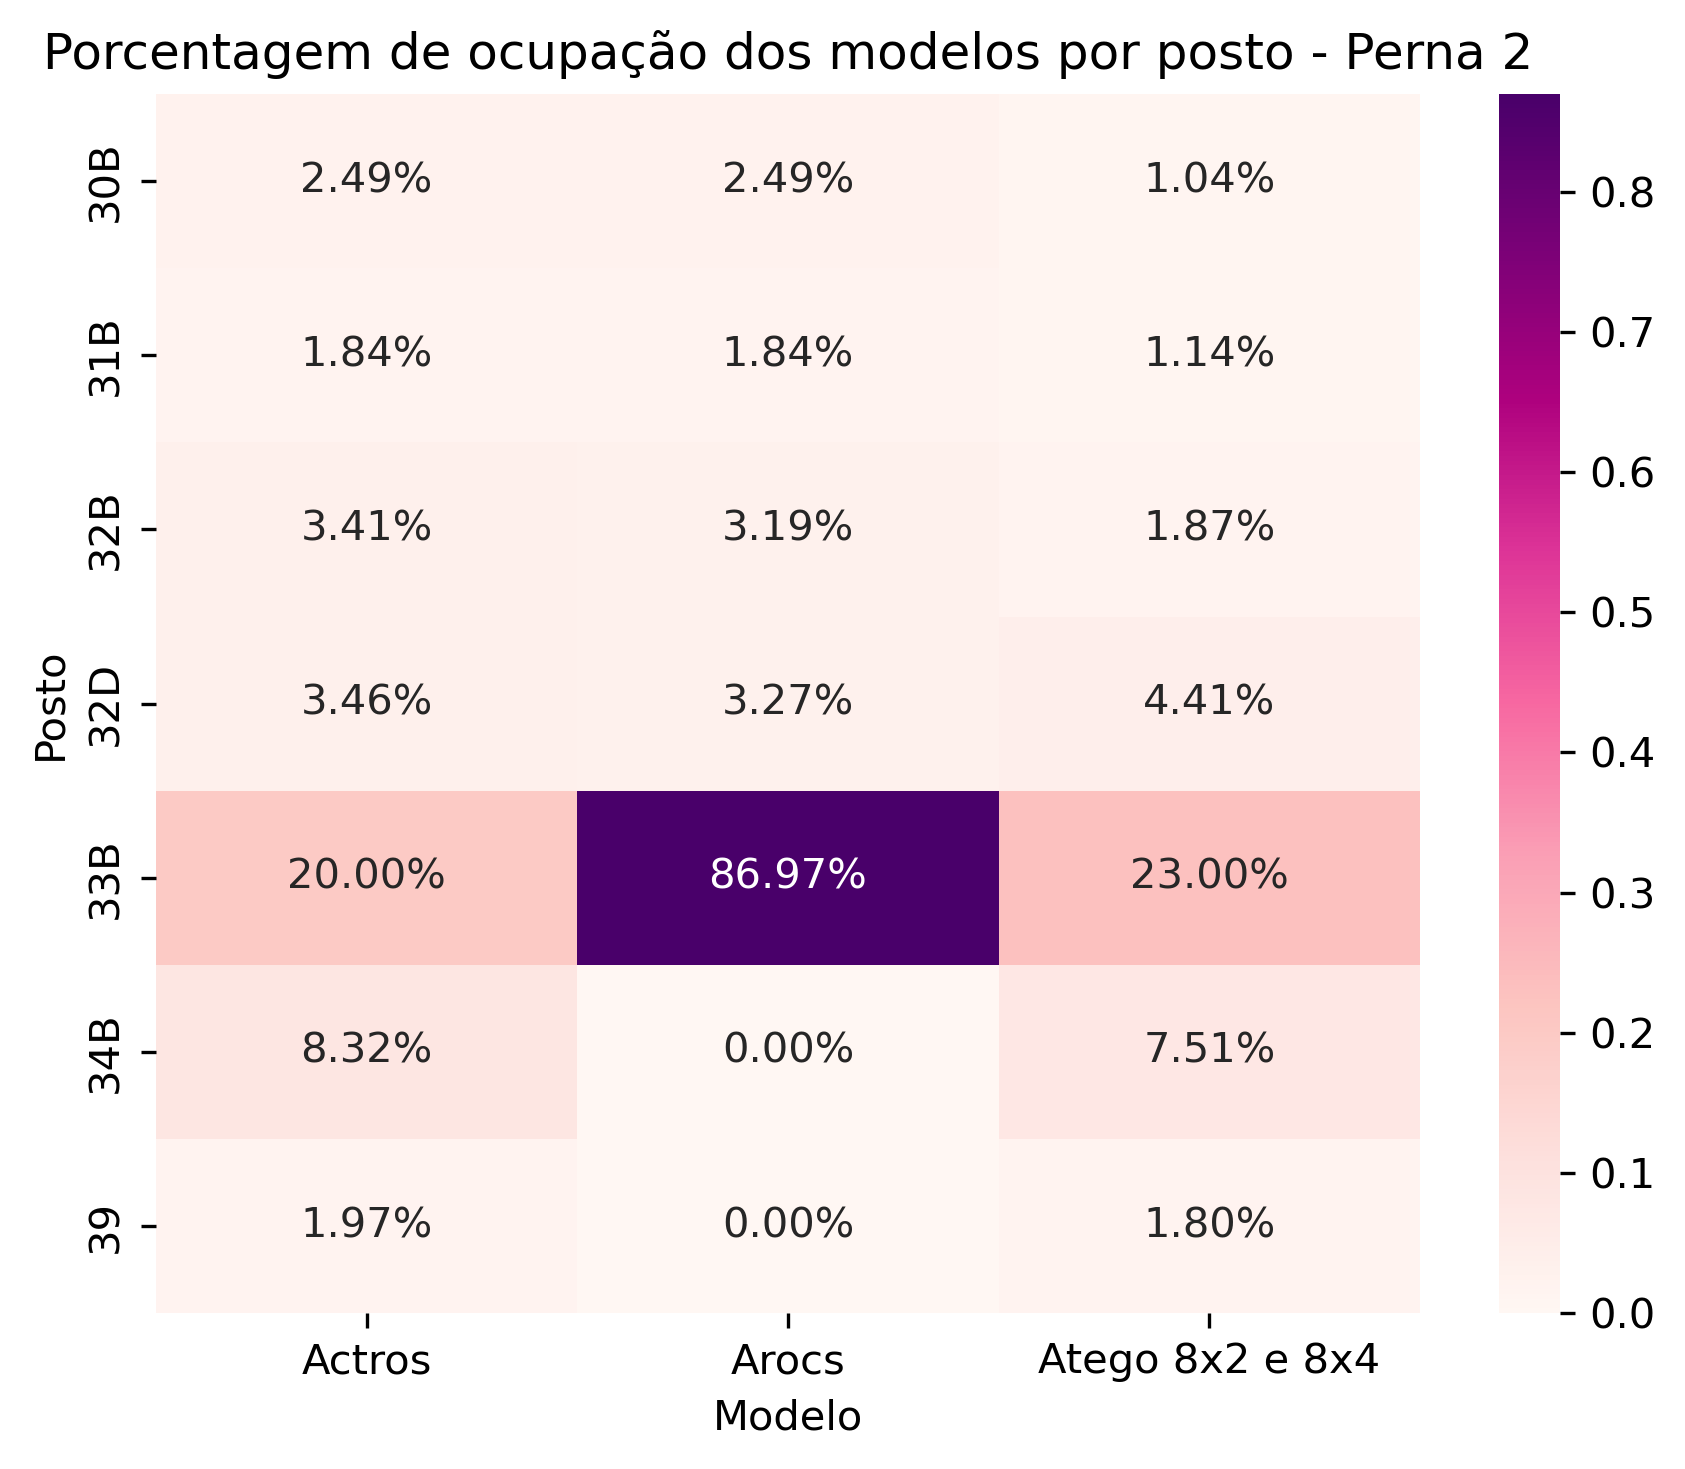 Porcentagem de ocupação dos modelos por posto - Perna 2
30B 2.49% 2.49% 1.04%
31B 1.84% 1.84% 1.14%
32B 3.41% 3.19% 1.87%
32D 3.46% 3.27% 4.41%
33B 20.00% 86.97% 23.00%
34B 8.32% 0.00% 7.51%
39 1.97% 0.00% 1.80%
Posto
Actros Arocs Atego 8x2 e 8x4
Modelo
0.8
0.7
0.6
0.5
0.4
0.3
0.2
0.1
0.0